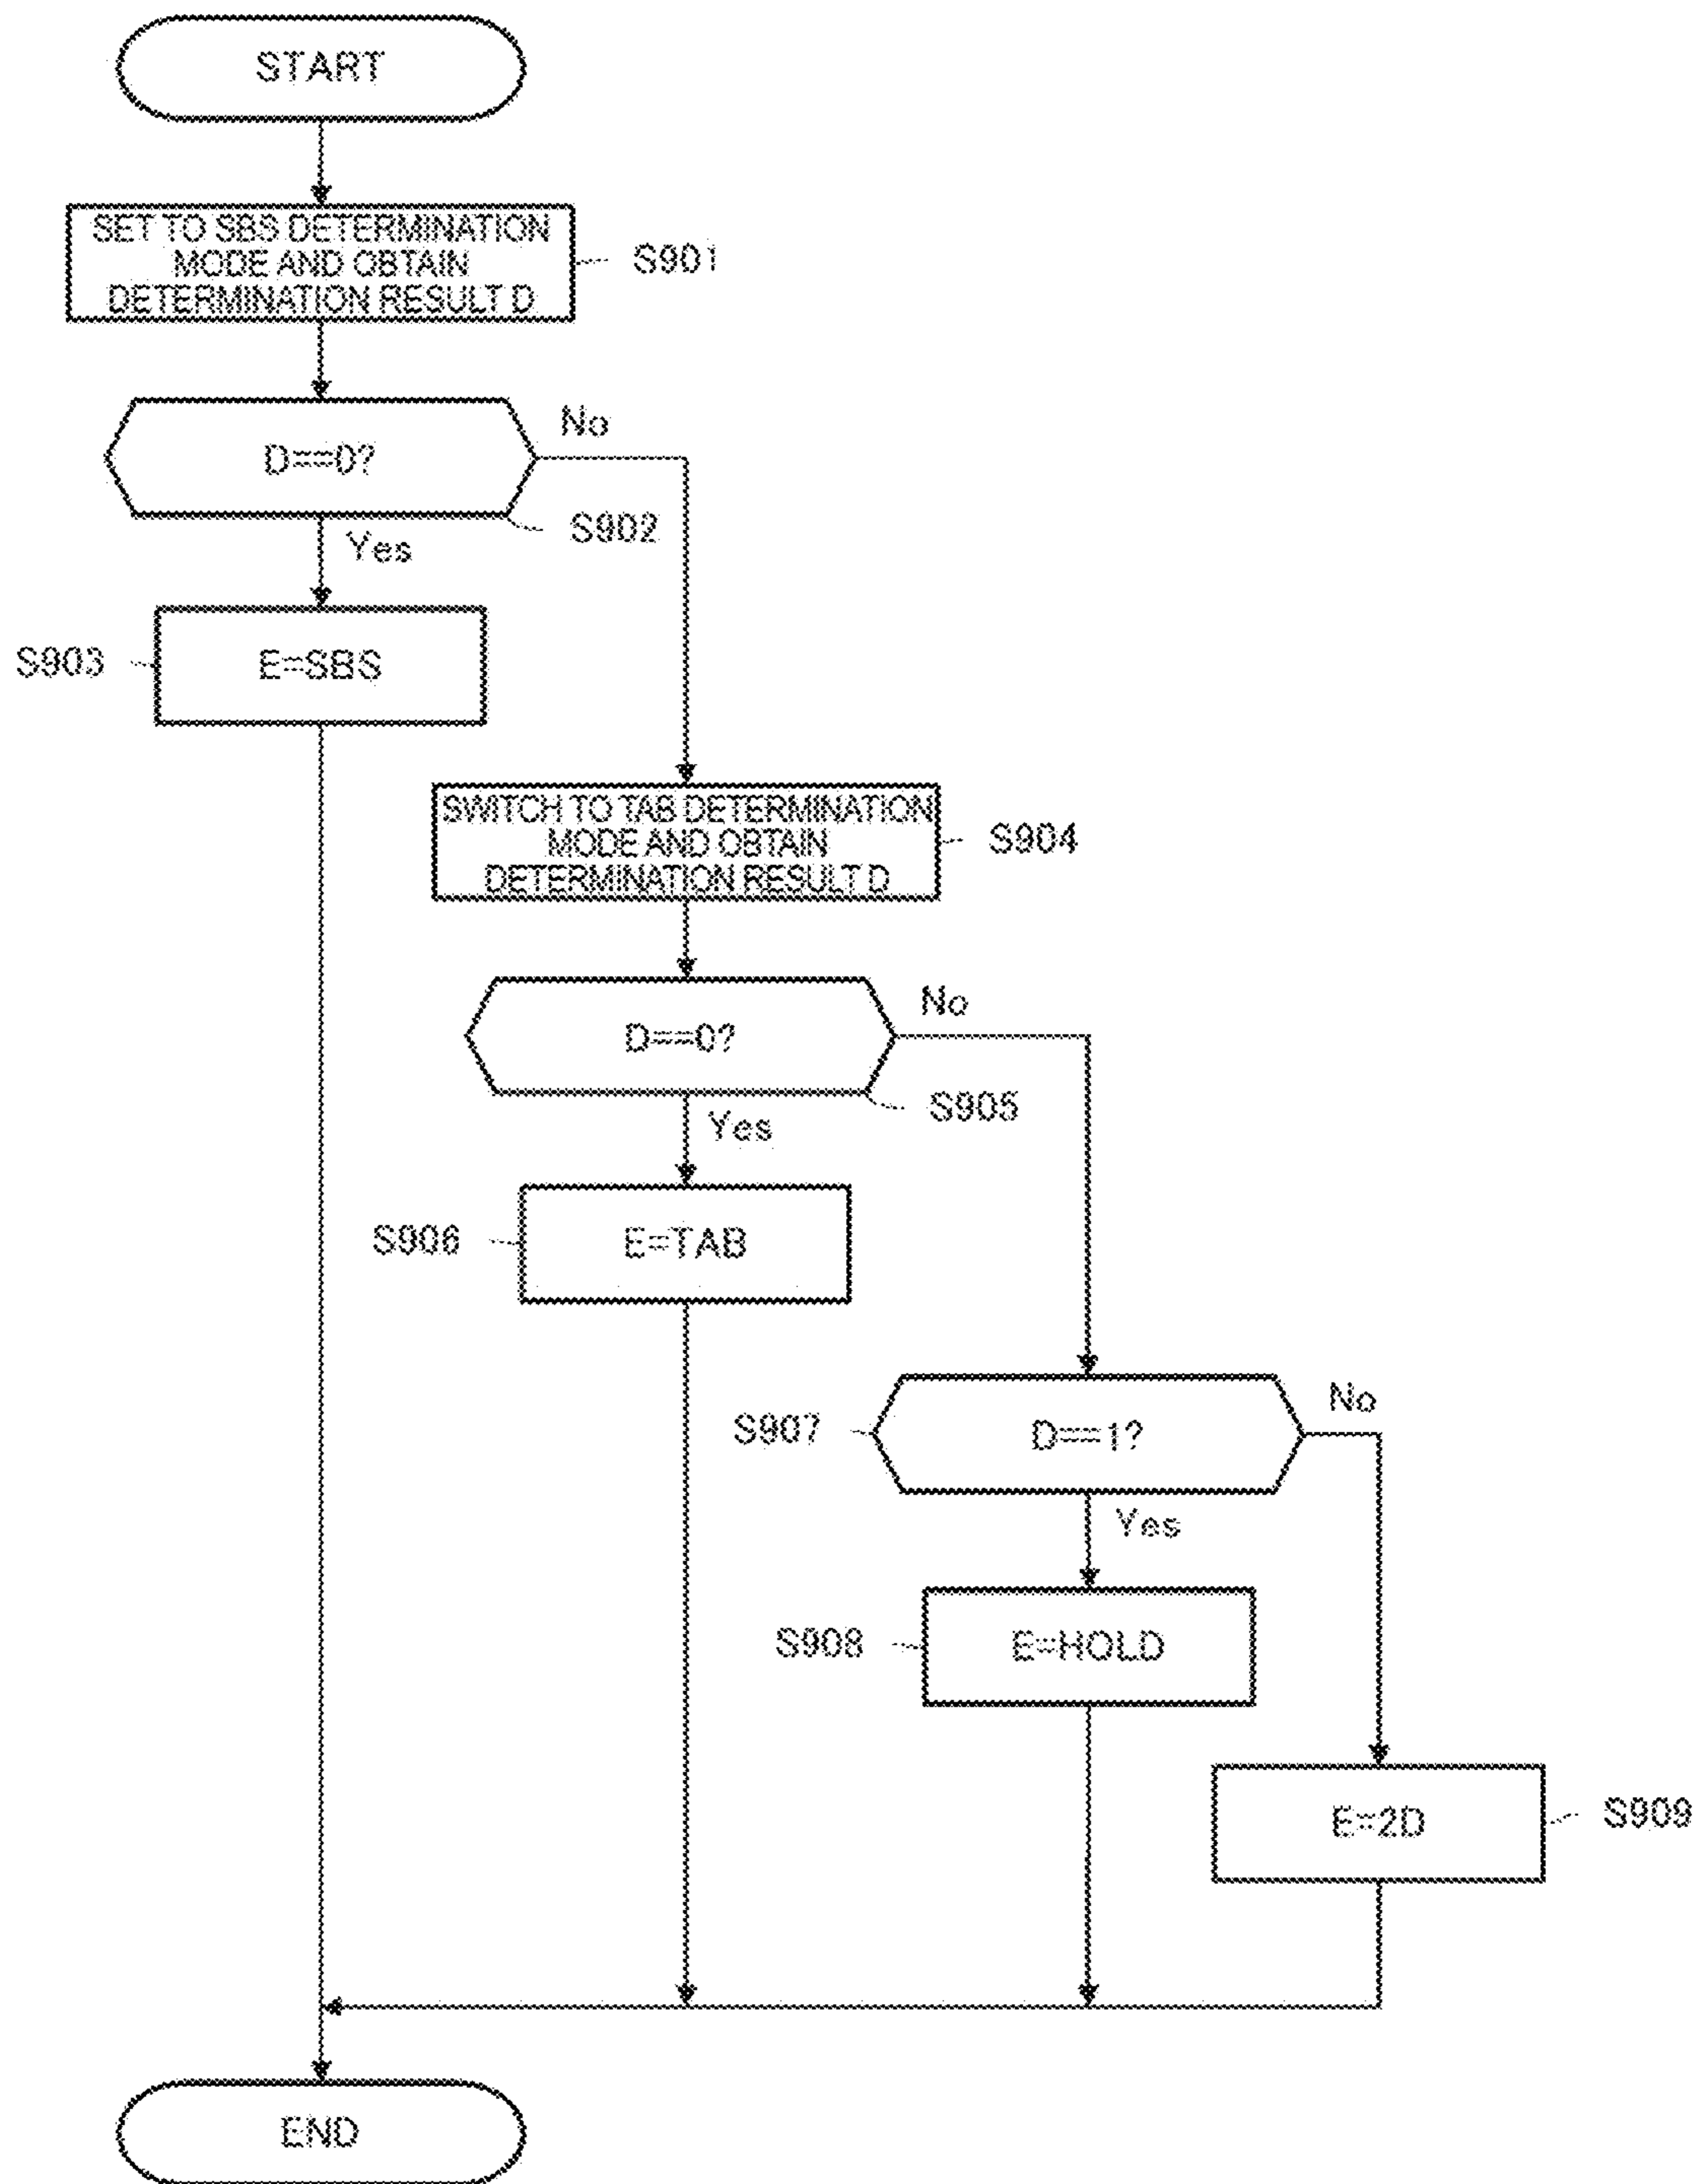 START
SET TO SBS DETERMINATION
MODE AND OBTAIN
DETERMINATION RESULT D
S901
D==0?
No
S902
Yes
S903
E=SBS
SWITCH TO TAB DETERMINATION
MODE AND OBTAIN
DETERMINATION RESULT D
S904
D==0?
No
S905
Yes
S906
E=TAB
S907
D==1?
No
Yes
S908
E=HOLD
E=2D
S909
END